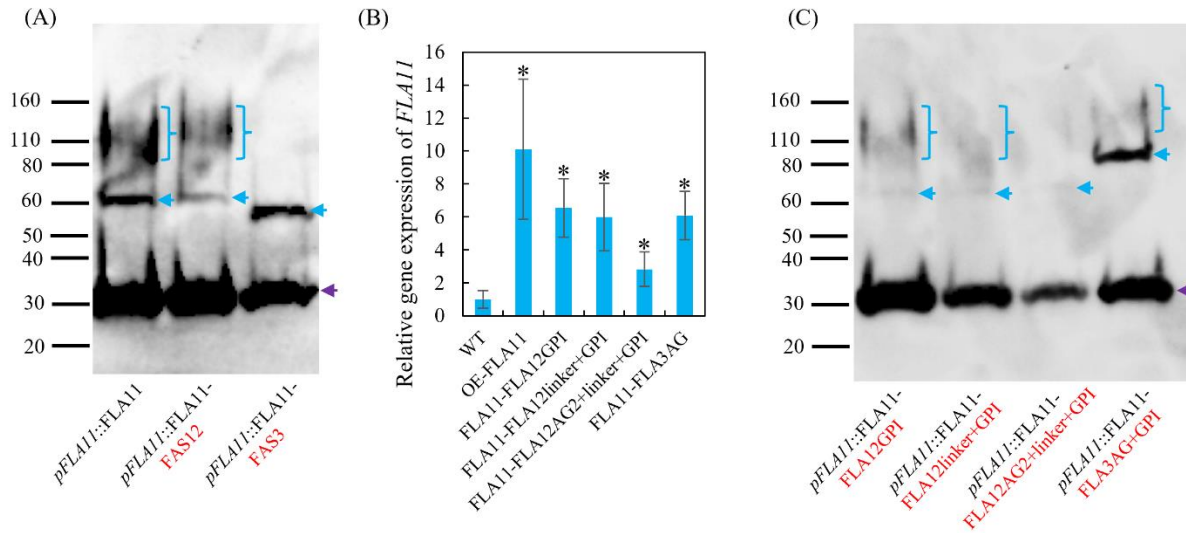 (A)
160
110
80
60
50
40
30
20
pFLA11::FLA11
pFLA11::FLA11-
FAS12
pFLA11::FLA11-
FAS3
(B)
Relative gene expression of FLA11
16
14
12
10
8
6
4
2
0
*
*
*
*
*
WT
OE-FLA11
FLA11-FLA12GPI
FLA11-FLA12linker+GPI
FLA11-FLA12AG2+linker+GPI
FLA11-FLA3AG
(C)
160
110
80
60
50
40
30
20
pFLA11::FLA11-
FLA12GPI
pFLA11::FLA11-
FLA12linker+GPI
pFLA11::FLA11-
FLA12AG2+linker+GPI
pFLA11::FLA11-
FLA3AG+GPI